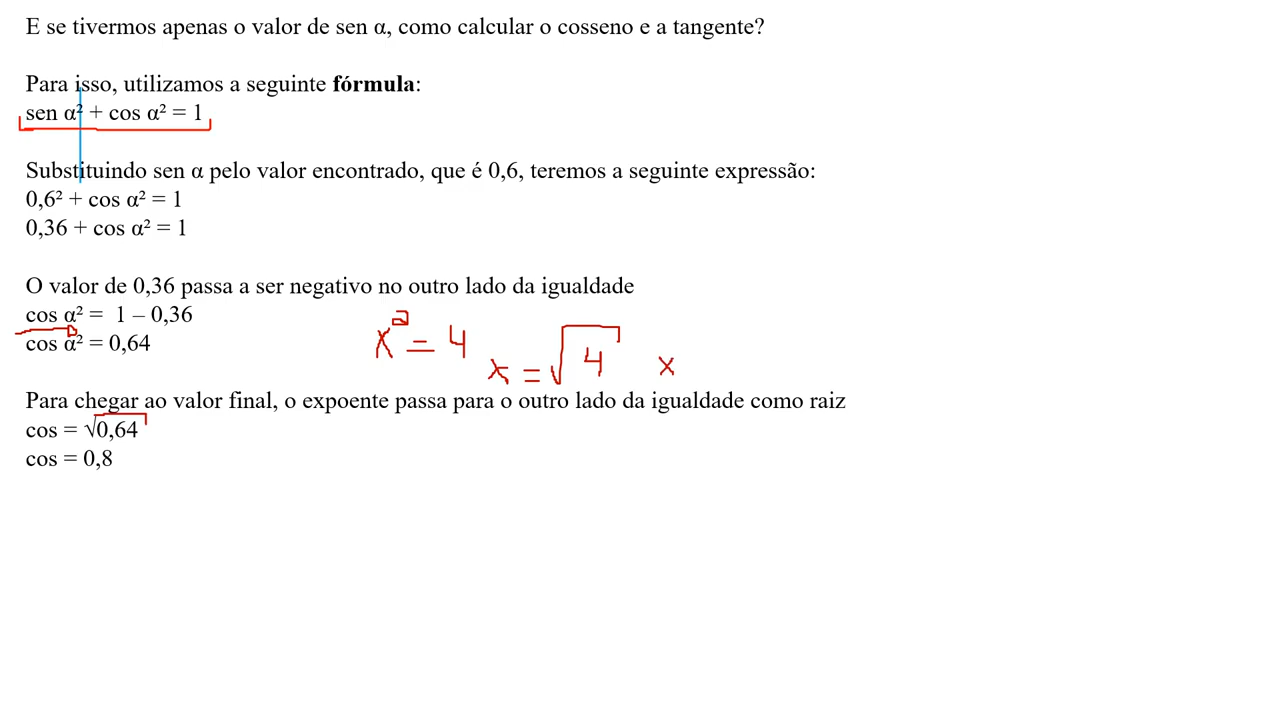 E se tivermos apenas o valor de sen α, como calcular o cosseno e a tangente?
Para isso, utilizamos a seguinte fórmula:
sen α² + cos α² = 1
Substituindo sen α pelo valor encontrado, que é 0,6, teremos a seguinte expressão:
0,6² + cos α² = 1
0,36 + cos α² = 1
O valor de 0,36 passa a ser negativo no outro lado da igualdade
cos α² =  1 – 0,36
cos α² = 0,64
x² = 4
x = √4 x
Para chegar ao valor final, o expoente passa para o outro lado da igualdade como raiz
cos = √0,64
cos = 0,8